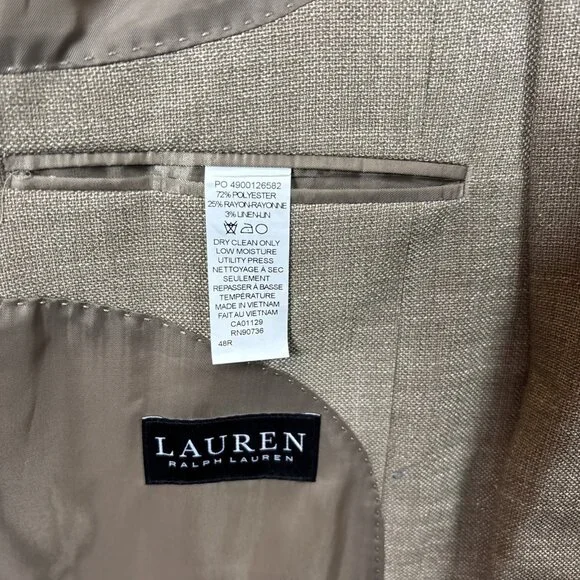 PO 4900126582
72% POLYESTER
25% RAYON-RAYONNE
3% LINEN-LIN
DRY CLEAN ONLY
LOW MOISTURE
UTILITY PRESS
NETTOYAGE À SEC
SEULEMENT
REPASSER À BASSE
TEMPÉRATURE
MADE IN VIETNAM
FAIT AU VIETNAM
CA01129
RN90736
48R
LAUREN
RALPH LAUREN